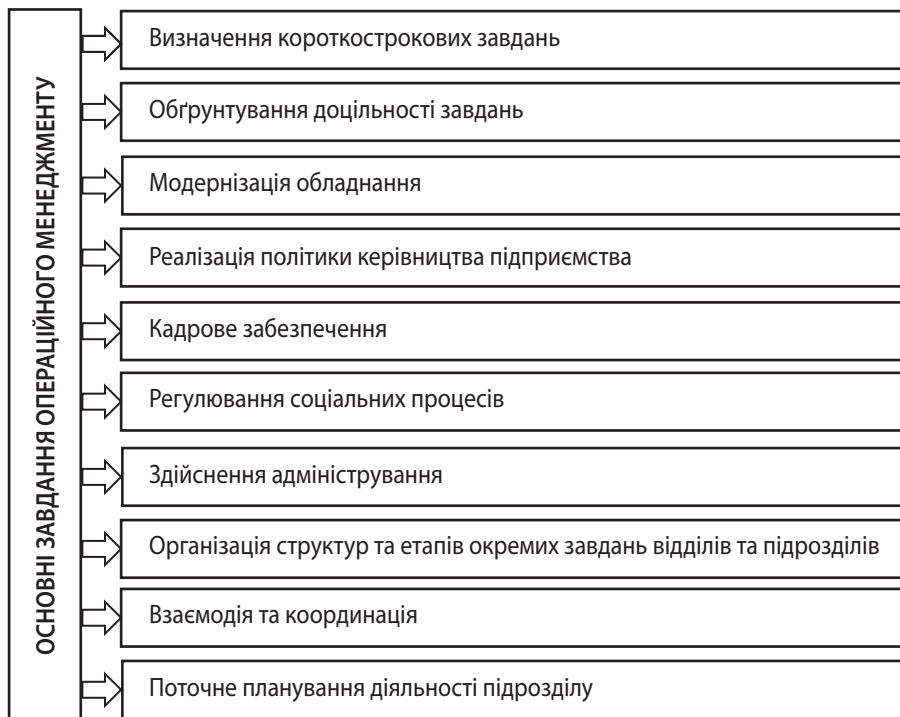 ОСНОВНІ ЗАВДАННЯ ОПЕРАЦІЙНОГО МЕНЕДЖМЕНТУ
Визначення короткострокових завдань
Обґрунтування доцільності завдань
Модернізація обладнання
Реалізація політики керівництва підприємства
Кадрове забезпечення
Регулювання соціальних процесів
Здійснення адміністрування
Організація структур та етапів окремих завдань відділів та підрозділів
Взаємодія та координація
Поточне планування діяльності підрозділу